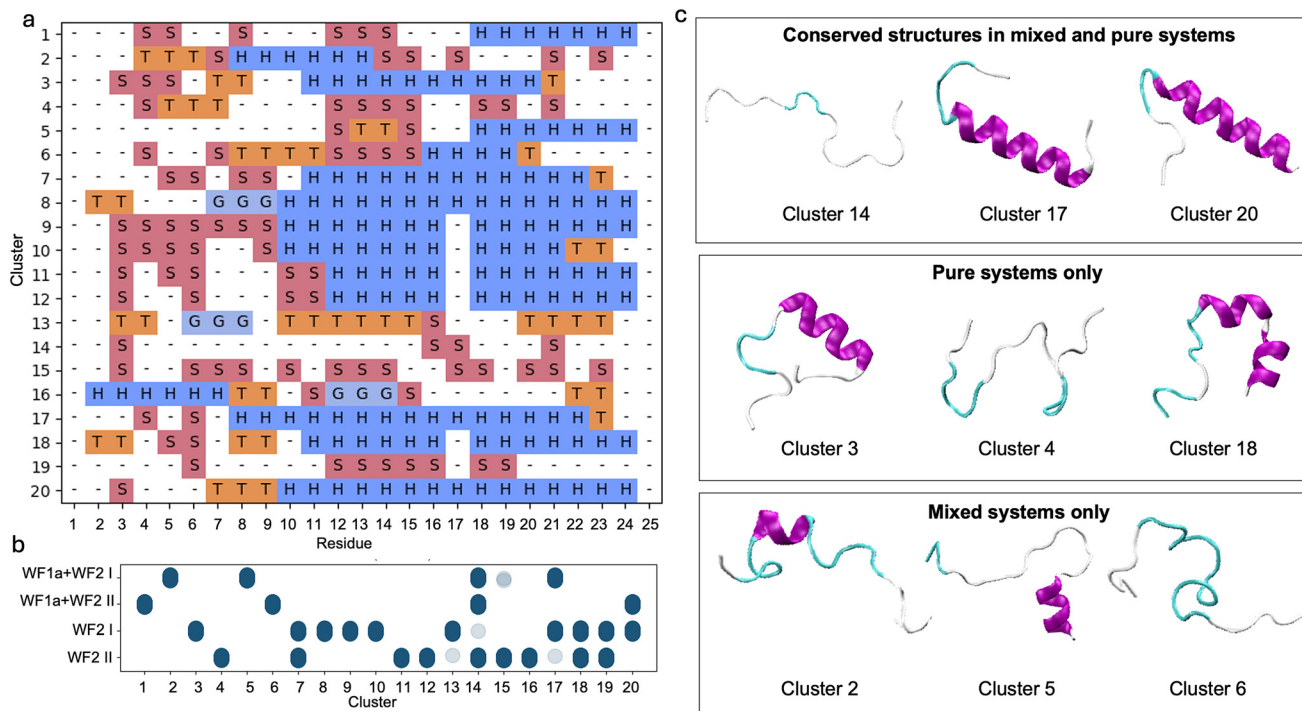 a
1 - - - S S - - S - - - S S S - - - H H H H H H H -
2 - - - T T T S H H H H H H S S - S - - - S - S - -
3 - - S S S - T T - - H H H H H H H H H H T - - - -
4 - - - S T T T - - - - S S S S - - S S - S - - - -
5 - - - - - - - - - - - S T T S - - H H H H H H H -
6 - - - S - - S T T T T S S S S H H H H T - - - - -
7 - - - - S S - S S - H H H H H H H H H H H H T - -
8 - T T - - - G G G H H H H H H H H H H H H H H H -
9 - - S S S S S S S H H H H H H H - H H H H H H H -
10 - - S S S S - - S H H H H H H H - H H H H T T - -
11 - - S - S S - - - S S H H H H H - H H H H H H H -
12 - - S - - S - - - S S H H H H H - H H H H H H H -
13 - - T T - G G G - T T T T T T S - - - T T T T - -
14 - - S - - - - - - - - - - - - S S - - - S - - - -
15 - - S - - S S S - S - S S S - - S S - S S - S - -
16 - H H H H H H T T - S G G G S - - - - - - T T - -
17 - - - S - S - H H H H H H H H H H H H H H H T - -
18 - T T - S S - T T - H H H H H H - H H H H H H H -
19 - - - - - S - - - - - S S S S S - S S - - - - - -
20 - - S - - - T T T H H H H H H H H H H H H H H H -
Cluster
1 2 3 4 5 6 7 8 9 10 11 12 13 14 15 16 17 18 19 20 21 22 23 24 25
Residue
b
WF1a+WF2 I
WF1a+WF2 II
WF2 I
WF2 II
1 2 3 4 5 6 7 8 9 10 11 12 13 14 15 16 17 18 19 20
Cluster
c
Conserved structures in mixed and pure systems
Cluster 14 Cluster 17 Cluster 20
Pure systems only
Cluster 3 Cluster 4 Cluster 18
Mixed systems only
Cluster 2 Cluster 5 Cluster 6